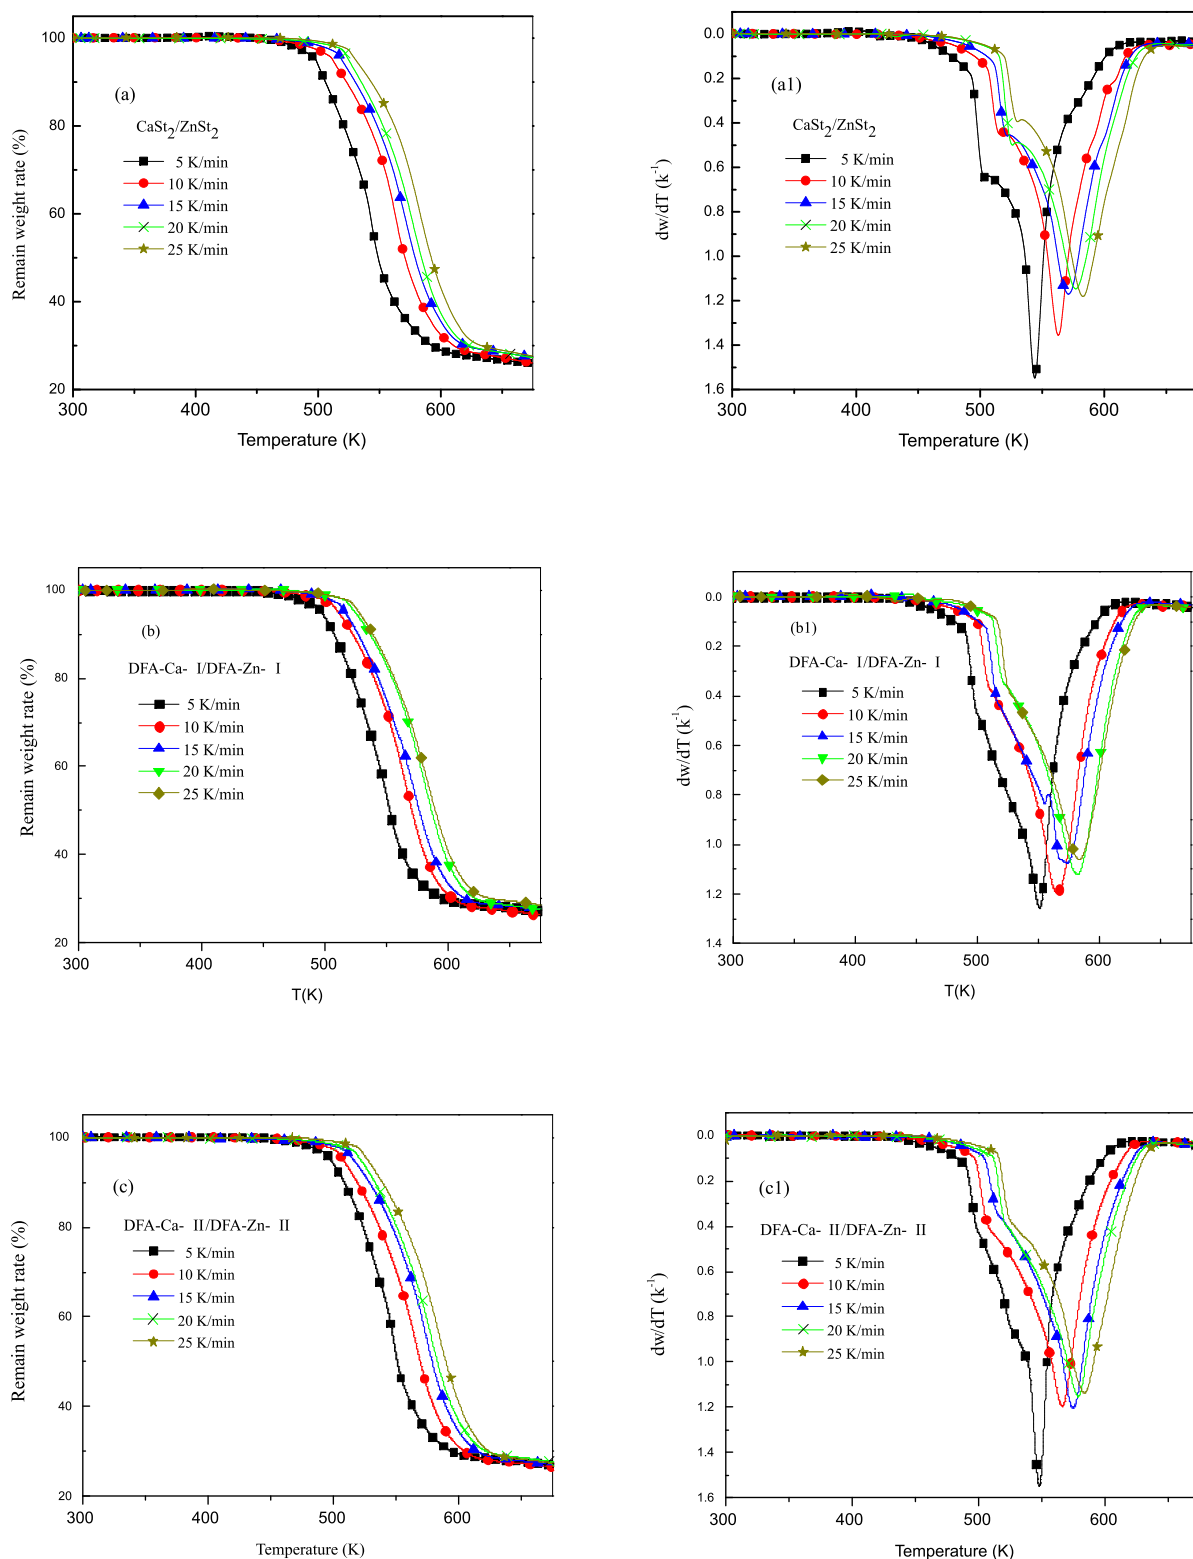 100
80
60
40
20
300
400
500
600
Remain weight rate (%)
Temperature (K)
(a)
CaSt2/ZnSt2
5 K/min
10 K/min
15 K/min
20 K/min
25 K/min
0.0
0.2
0.4
0.6
0.8
1.0
1.2
1.4
1.6
300
400
500
600
dw/dT (k-1)
Temperature (K)
(a1)
CaSt2/ZnSt2
5 K/min
10 K/min
15 K/min
20 K/min
25 K/min
100
80
60
40
20
300
400
500
600
Remain weight rate (%)
T(K)
(b)
DFA-Ca- I/DFA-Zn- I
5 K/min
10 K/min
15 K/min
20 K/min
25 K/min
0.0
0.2
0.4
0.6
0.8
1.0
1.2
1.4
300
400
500
600
dw/dT (k-1)
T(K)
(b1)
DFA-Ca- I/DFA-Zn- I
5 K/min
10 K/min
15 K/min
20 K/min
25 K/min
100
80
60
40
20
300
400
500
600
Remain weight rate (%)
Temperature (K)
(c)
DFA-Ca- II/DFA-Zn- II
5 K/min
10 K/min
15 K/min
20 K/min
25 K/min
0.0
0.2
0.4
0.6
0.8
1.0
1.2
1.4
1.6
300
400
500
600
dw/dT (k-1)
Temperature (K)
(c1)
DFA-Ca- II/DFA-Zn- II
5 K/min
10 K/min
15 K/min
20 K/min
25 K/min